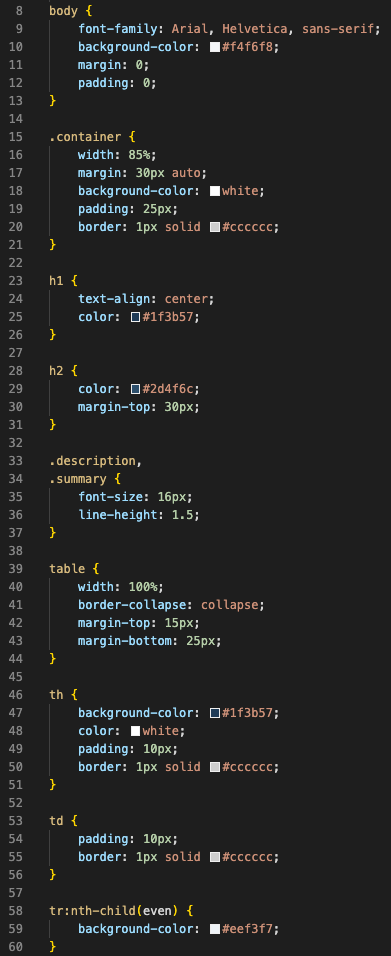 8 body {
9 font-family: Arial, Helvetica, sans-serif;
10 background-color: #f4f6f8;
11 margin: 0;
12 padding: 0;
13 }
14
15 .container {
16 width: 85%;
17 margin: 30px auto;
18 background-color: white;
19 padding: 25px;
20 border: 1px solid #cccccc;
21 }
22
23 h1 {
24 text-align: center;
25 color: #1f3b57;
26 }
27
28 h2 {
29 color: #2d4f6c;
30 margin-top: 30px;
31 }
32
33 .description,
34 .summary {
35 font-size: 16px;
36 line-height: 1.5;
37 }
38
39 table {
40 width: 100%;
41 border-collapse: collapse;
42 margin-top: 15px;
43 margin-bottom: 25px;
44 }
45
46 th {
47 background-color: #1f3b57;
48 color: white;
49 padding: 10px;
50 border: 1px solid #cccccc;
51 }
52
53 td {
54 padding: 10px;
55 border: 1px solid #cccccc;
56 }
57
58 tr:nth-child(even) {
59 background-color: #eef3f7;
60 }